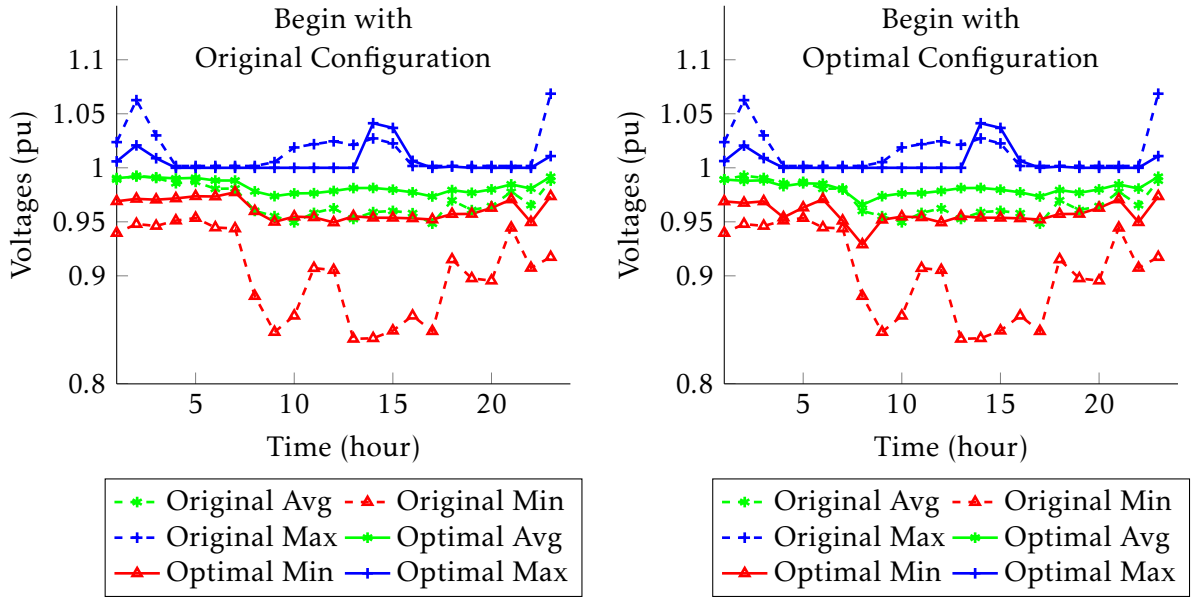 Begin with
Original Configuration
1.1
1.05
1
0.95
0.9
0.8
Voltages (pu)
5
10
15
20
Time (hour)
Original Avg
Original Min
Original Max
Optimal Avg
Optimal Min
Optimal Max
Begin with
Optimal Configuration
1.1
1.05
1
0.95
0.9
0.8
Voltages (pu)
5
10
15
20
Time (hour)
Original Avg
Original Min
Original Max
Optimal Avg
Optimal Min
Optimal Max